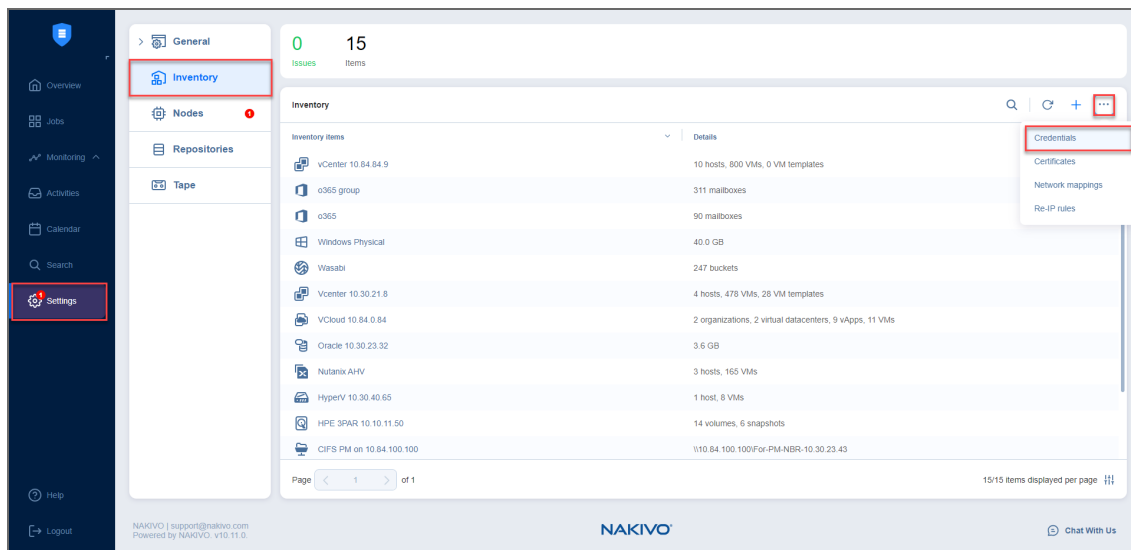 Overview
Jobs
Monitoring
Activities
Calendar
Search
1
Settings
Help
Logout
General
Inventory
Nodes 1
Repositories
Tape
0 15
Issues Items
Inventory
Inventory items Details
vCenter 10.84.84.9 10 hosts, 800 VMs, 0 VM templates
o365 group 311 mailboxes
o365 90 mailboxes
Windows Physical 40.0 GB
Wasabi 247 buckets
Vcenter 10.30.21.8 4 hosts, 478 VMs, 28 VM templates
VCloud 10.84.0.84 2 organizations, 2 virtual datacenters, 9 vApps, 11 VMs
Oracle 10.30.23.32 3.6 GB
Nutanix AHV 3 hosts, 165 VMs
HyperV 10.30.40.65 1 host, 8 VMs
HPE 3PAR 10.10.11.50 14 volumes, 6 snapshots
CIFS PM on 10.84.100.100 \\10.84.100.100\For-PM-NBR-10.30.23.43
Credentials
Certificates
Network mappings
Re-IP rules
Page 1 of 1 15/15 items displayed per page
NAKIVO | support@nakivo.com
Powered by NAKIVO. v10.11.0.
NAKIVO®
Chat With Us